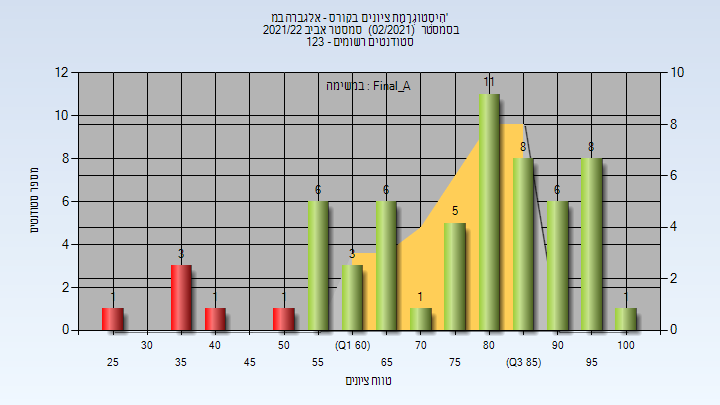 היסטוגרמת ציונים בקורס - אלגברה במ'
בסמסטר (02/2021) סמסטר אביב 2021/22
סטודנטים רשומים - 123
במשימה : Final_A
מספר סטודנטים
12 10 8 6 4 2 0
10 8 6 4 2 0
1 3 1 1 6 3 6 1 5 11 8 6 8 1
30 40 50 (Q1 60) 70 80 90 100
25 35 45 55 65 75 (Q3 85) 95
טווח ציונים